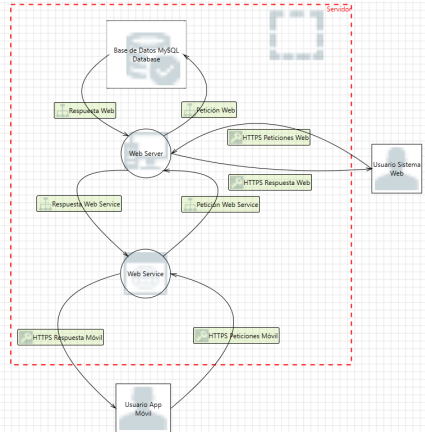 Servidor
Base de Datos MySQL
Database
Respuesta Web
Petición Web
HTTPS Peticiones Web
Web Server
Usuario Sistema
Web
HTTPS Respuesta Web
Respuesta Web Service
Petición Web Service
Web Service
HTTPS Respuesta Móvil
HTTPS Peticiones Móvil
Usuario App
Móvil